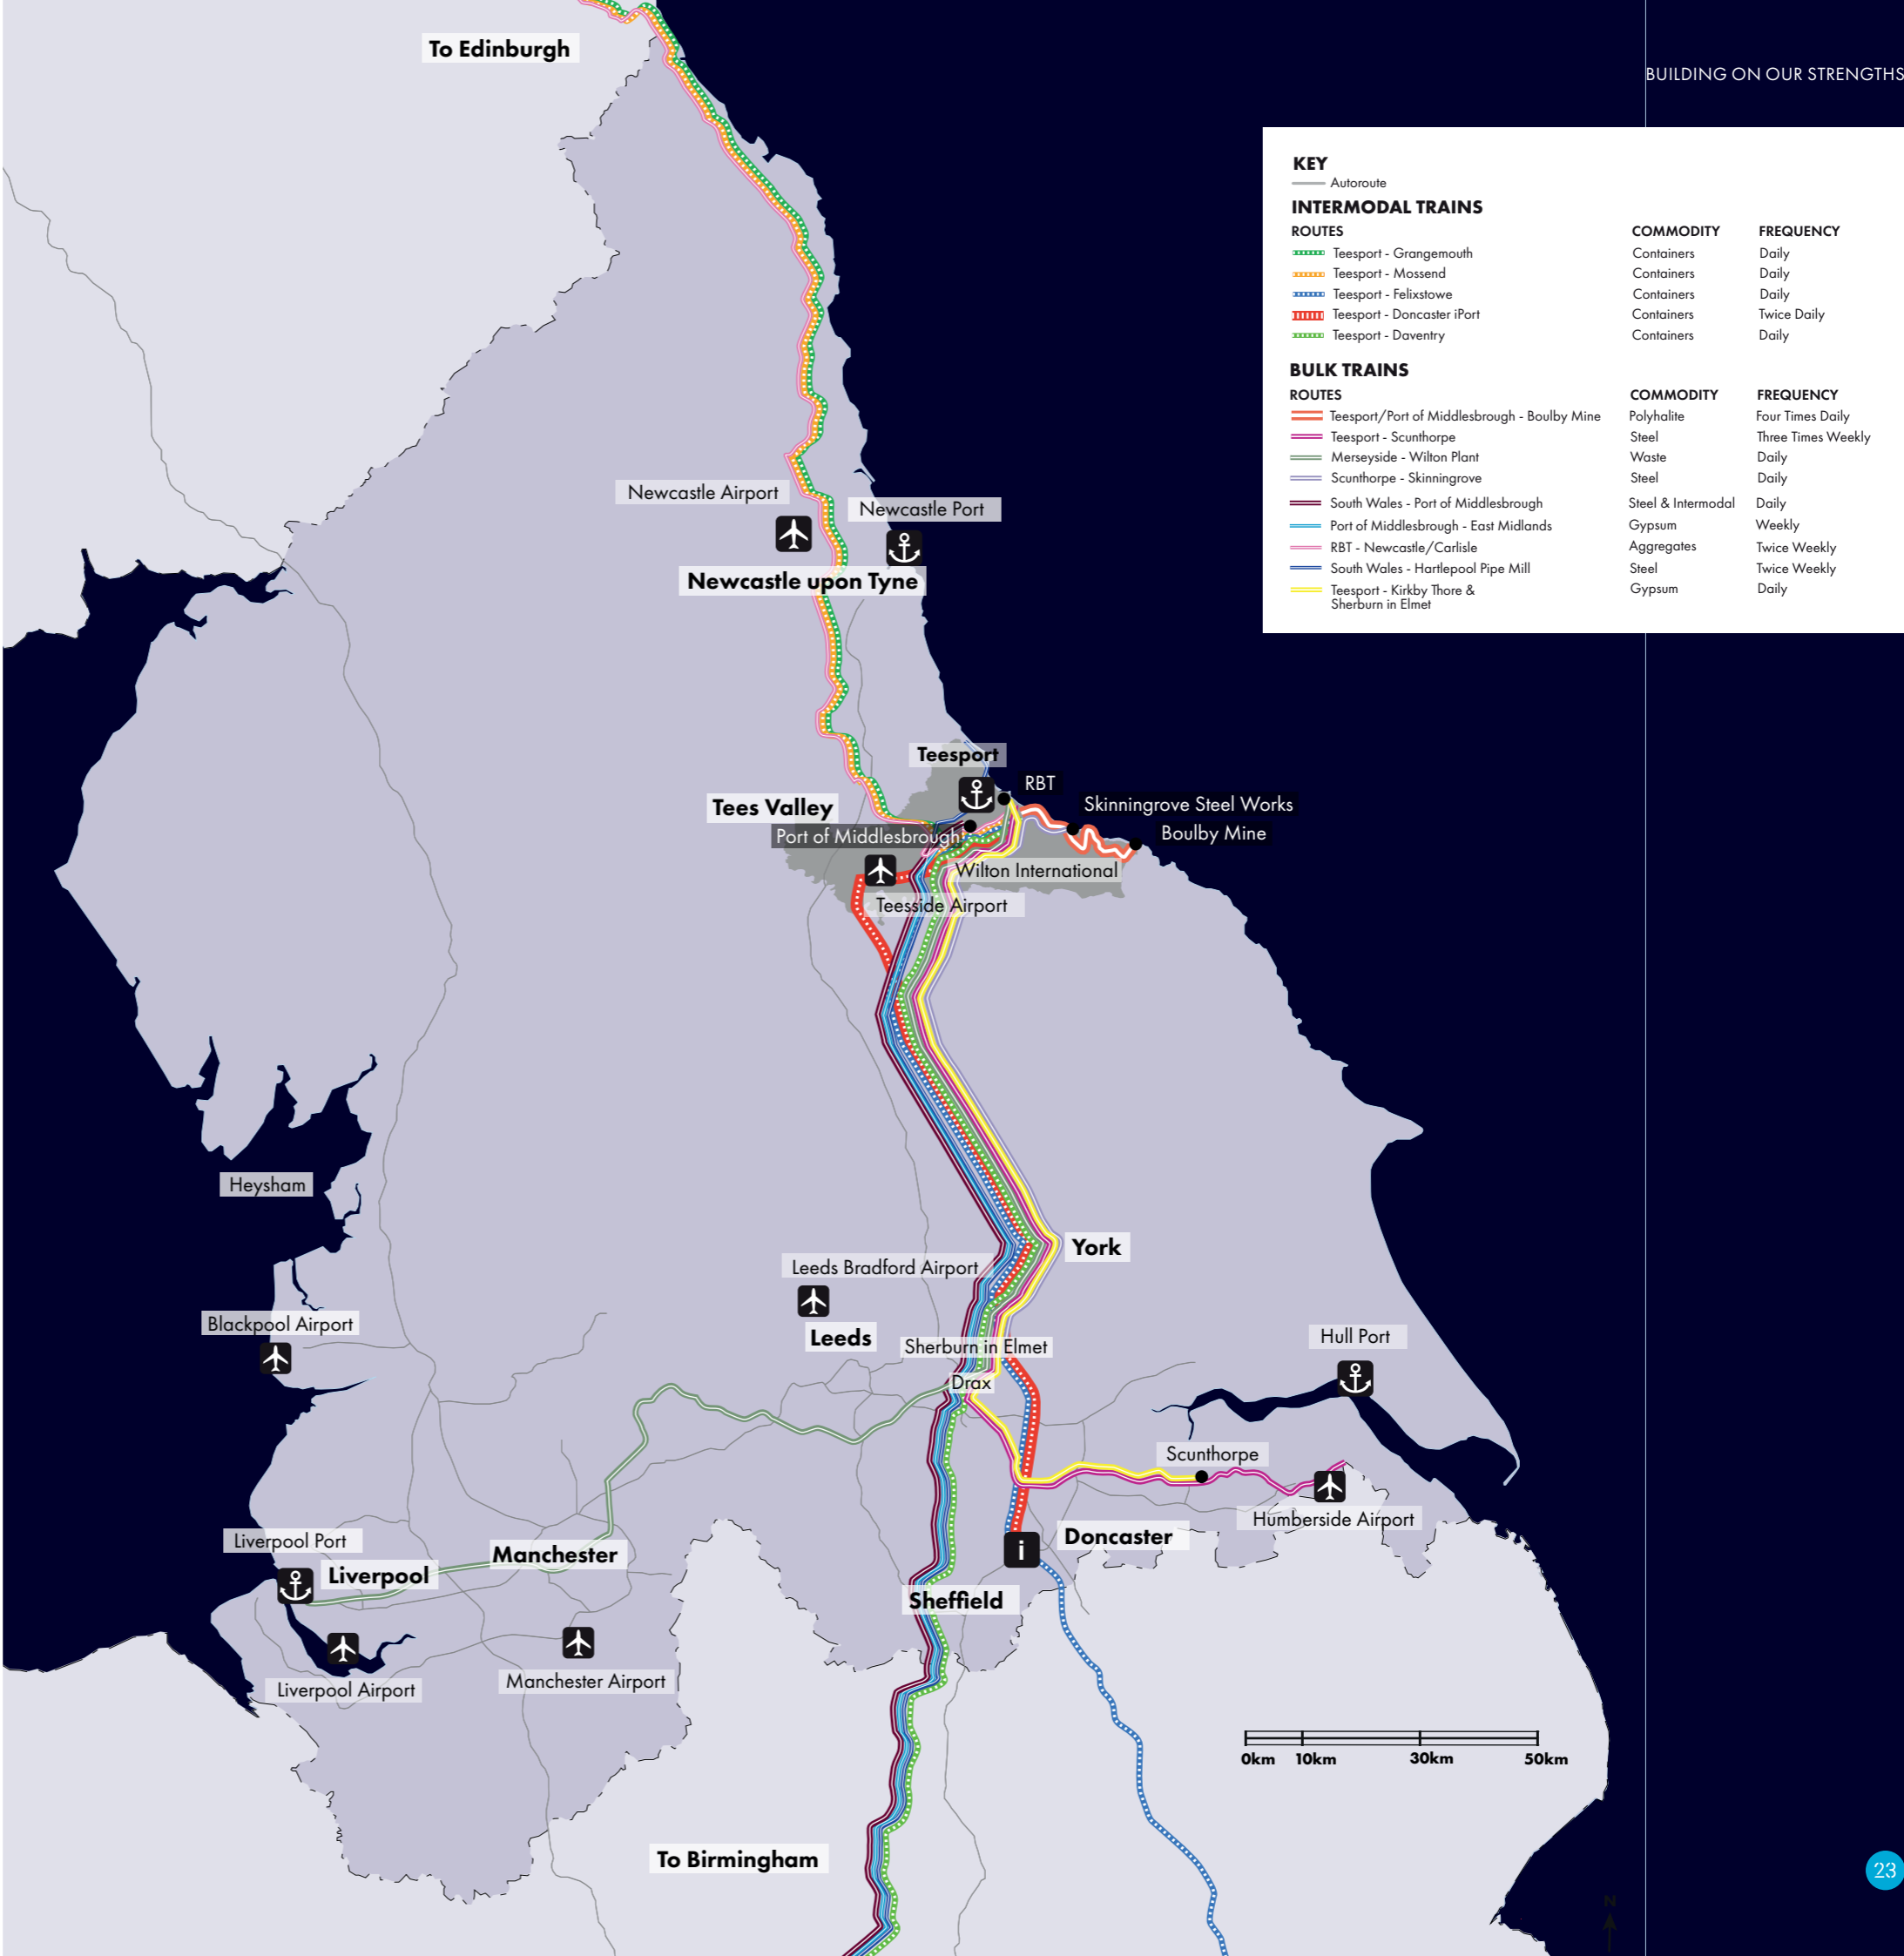 BUILDING ON OUR STRENGTHS
To Edinburgh
KEY
Autoroute
INTERMODAL TRAINS
ROUTES COMMODITY FREQUENCY
Teesport - Grangemouth Containers Daily
Teesport - Mossend Containers Daily
Teesport - Felixstowe Containers Daily
Teesport - Doncaster iPort Containers Twice Daily
Teesport - Daventry Containers Daily
BULK TRAINS
ROUTES COMMODITY FREQUENCY
Teesport/Port of Middlesbrough - Boulby Mine Polyhalite Four Times Daily
Teesport - Scunthorpe Steel Three Times Weekly
Merseyside - Wilton Plant Waste Daily
Scunthorpe - Skinningrove Steel Daily
South Wales - Port of Middlesbrough Steel & Intermodal Daily
Port of Middlesbrough - East Midlands Gypsum Weekly
RBT - Newcastle/Carlisle Aggregates Twice Weekly
South Wales - Hartlepool Pipe Mill Steel Twice Weekly
Teesport - Kirkby Thore & Gypsum Daily
Sherburn in Elmet
Newcastle Airport
Newcastle Port
Newcastle upon Tyne
Teesport
RBT
Tees Valley
Skinningrove Steel Works
Port of Middlesbrough
Boulby Mine
Wilton International
Teesside Airport
Heysham
York
Leeds Bradford Airport
Blackpool Airport
Leeds
Sherburn in Elmet
Hull Port
Drax
Scunthorpe
Humberside Airport
Liverpool Port
Manchester
Doncaster
i
Liverpool
Sheffield
Liverpool Airport
Manchester Airport
0km 10km 30km 50km
To Birmingham
23
N